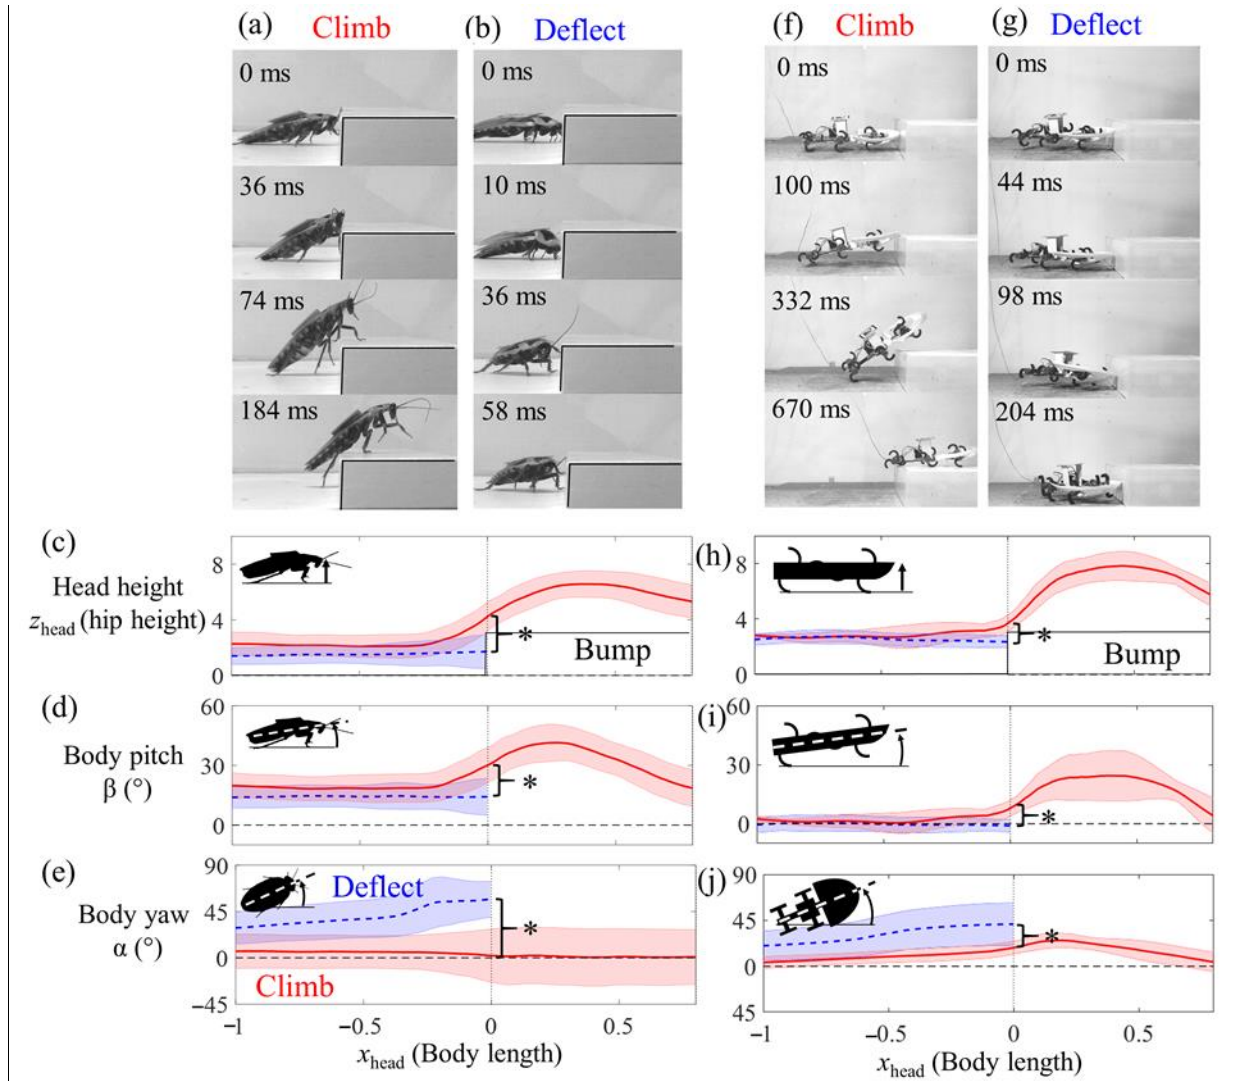 (a) Climb (b) Deflect (f) Climb (g) Deflect
0 ms 0 ms 0 ms 0 ms
36 ms 10 ms 100 ms 44 ms
74 ms 36 ms 332 ms 98 ms
184 ms 58 ms 670 ms 204 ms
(c)
Head height
z_head (hip height)
8
4
0
*
Bump
(h)
8
4
0
*
Bump
(d)
Body pitch
β (°)
60
30
0
*
(i)
60
30
0
*
(e)
Body yaw
α (°)
90
45
0
−45
Deflect
Climb
*
−1 −0.5 0 0.5
x_head (Body length)
(j)
90
45
0
45
*
−1 −0.5 0 0.5
x_head (Body length)